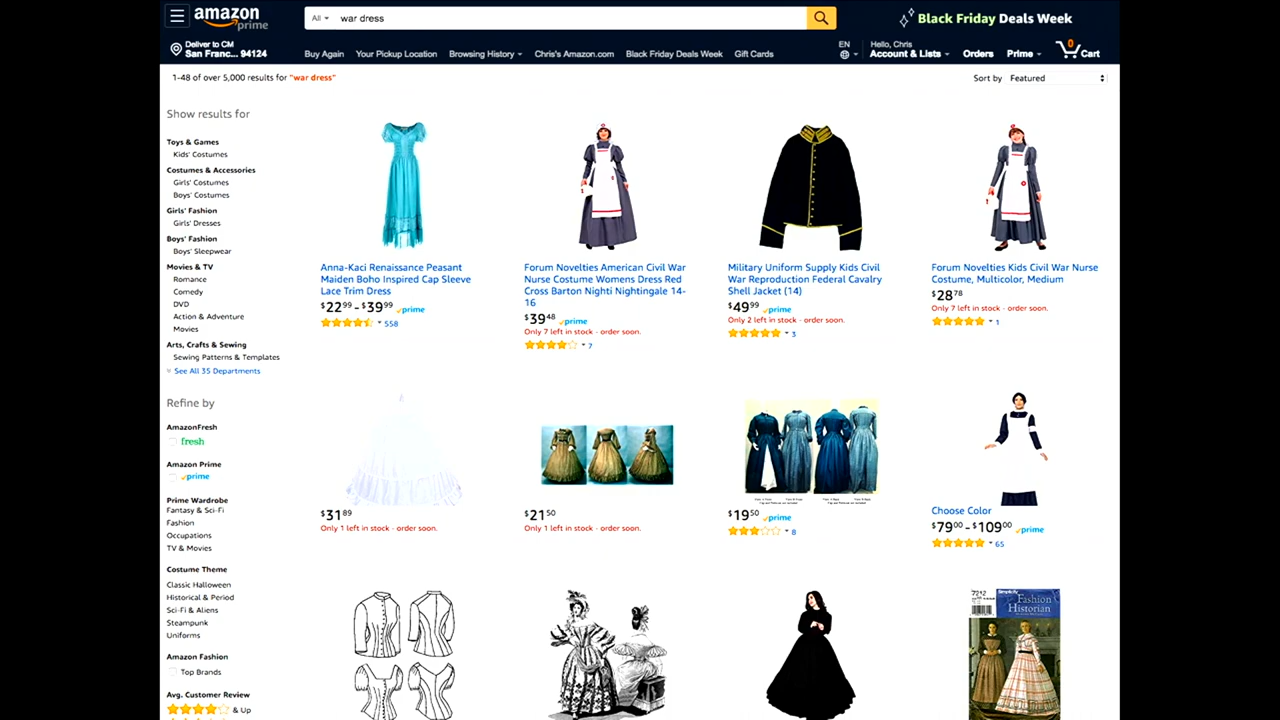 amazon
prime
All
war dress
Black Friday Deals Week
Deliver to CM
San Franc... 94124
Buy Again
Your Pickup Location
Browsing History
Chris's Amazon.com
Black Friday Deals Week
Gift Cards
EN
Hello, Chris
Account & Lists
Orders
Prime
0
Cart
1-48 of over 5,000 results for "war dress"
Sort by Featured
Show results for
Toys & Games
Kids' Costumes
Costumes & Accessories
Girls' Costumes
Boys' Costumes
Girls' Fashion
Girls' Dresses
Boys' Fashion
Boys' Sleepwear
Movies & TV
Romance
Comedy
DVD
Action & Adventure
Movies
Arts, Crafts & Sewing
Sewing Patterns & Templates
See All 35 Departments
Refine by
AmazonFresh
fresh
Amazon Prime
prime
Prime Wardrobe
Fantasy & Sci-Fi
Fashion
Occupations
TV & Movies
Costume Theme
Classic Halloween
Historical & Period
Sci-Fi & Aliens
Steampunk
Uniforms
Amazon Fashion
Top Brands
Avg. Customer Review
& Up
Anna-Kaci Renaissance Peasant
Maiden Boho Inspired Cap Sleeve
Lace Trim Dress
$22.99 - $39.99 prime
558
Forum Novelties American Civil War
Nurse Costume Womens Dress Red
Cross Barton Nighti Nightingale 14-
16
$39.48 prime
Only 7 left in stock - order soon.
7
Military Uniform Supply Kids Civil
War Reproduction Federal Cavalry
Shell Jacket (14)
$49.99 prime
Only 2 left in stock - order soon.
3
Forum Novelties Kids Civil War Nurse
Costume, Multicolor, Medium
$28.78
Only 7 left in stock - order soon.
1
$31.89
Only 1 left in stock - order soon.
$21.50
Only 1 left in stock - order soon.
$19.50 prime
8
Choose Color
$79.00 - $109.00 prime
65
Simplicity
7212
Fashion
Historian